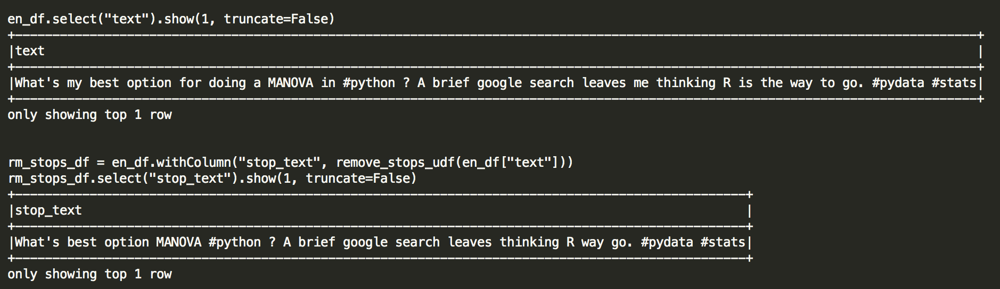 en_df.select("text").show(1, truncate=False)
+---------------------------------------------------------------------------------------------------------------------------------+
|text                                                                                                                             |
+---------------------------------------------------------------------------------------------------------------------------------+
|What's my best option for doing a MANOVA in #python ? A brief google search leaves me thinking R is the way to go. #pydata #stats|
+---------------------------------------------------------------------------------------------------------------------------------+
only showing top 1 row
rm_stops_df = en_df.withColumn("stop_text", remove_stops_udf(en_df["text"]))
rm_stops_df.select("stop_text").show(1, truncate=False)
+--------------------------------------------------------------------------------------------------+
|stop_text                                                                                         |
+--------------------------------------------------------------------------------------------------+
|What's best option MANOVA #python ? A brief google search leaves thinking R way go. #pydata #stats|
+--------------------------------------------------------------------------------------------------+
only showing top 1 row